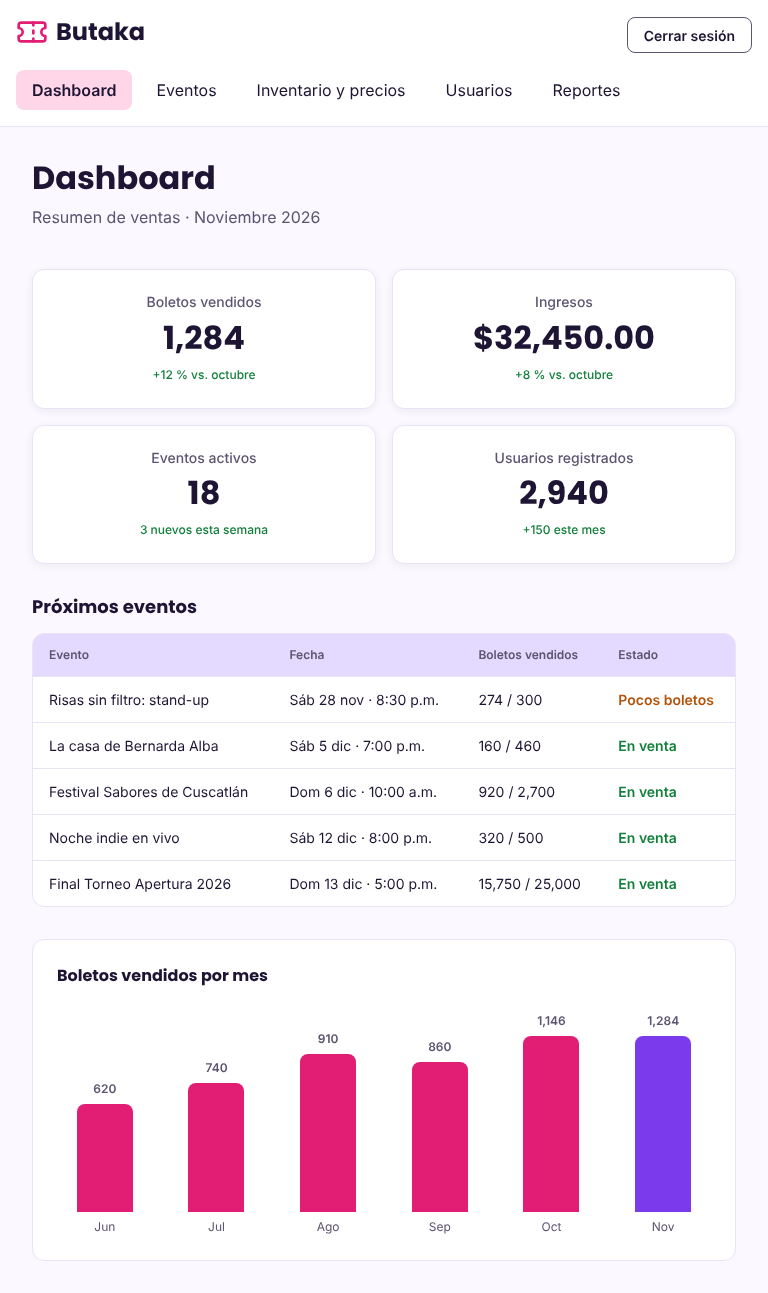 Butaka
Cerrar sesión
Dashboard Eventos Inventario y precios Usuarios Reportes
Dashboard
Resumen de ventas · Noviembre 2026
Boletos vendidos
1,284
+12 % vs. octubre
Ingresos
$32,450.00
+8 % vs. octubre
Eventos activos
18
3 nuevos esta semana
Usuarios registrados
2,940
+150 este mes
Próximos eventos
Evento Fecha Boletos vendidos Estado
Risas sin filtro: stand-up Sáb 28 nov · 8:30 p.m. 274 / 300 Pocos boletos
La casa de Bernarda Alba Sáb 5 dic · 7:00 p.m. 160 / 460 En venta
Festival Sabores de Cuscatlán Dom 6 dic · 10:00 a.m. 920 / 2,700 En venta
Noche indie en vivo Sáb 12 dic · 8:00 p.m. 320 / 500 En venta
Final Torneo Apertura 2026 Dom 13 dic · 5:00 p.m. 15,750 / 25,000 En venta
Boletos vendidos por mes
620 740 910 860 1,146 1,284
Jun Jul Ago Sep Oct Nov